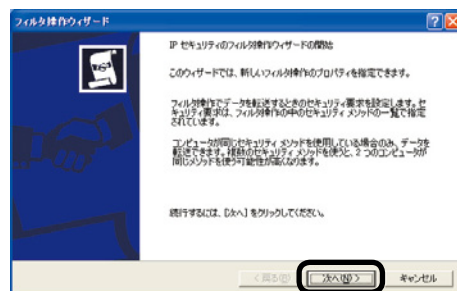 フィルタ操作ウィザード
IP セキュリティのフィルタ操作ウィザードの開始
このウィザードでは、新しいフィルタ操作のプロパティを指定できます。
フィルタ操作でデータを転送するときのセキュリティ要求を設定します。セ
キュリティ要求は、フィルタ操作の中のセキュリティ メソッドの一覧で指定
されています。
コンピュータが同じセキュリティ メソッドを使用している場合のみ、データを
転送できます。複数のセキュリティ メソッドを使うと、2 つのコンピュータが
同じメソッドを使う可能性が高くなります。
続行するには、[次へ] をクリックしてください。
< 戻る(B) 次へ(N) > キャンセル